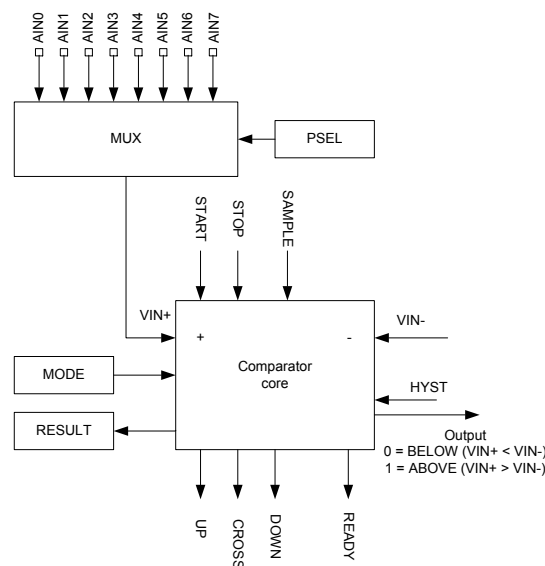 AIN0 AIN1 AIN2 AIN3 AIN4 AIN5 AIN6 AIN7
MUX
PSEL
START STOP SAMPLE
VIN+
VIN-
+ -
MODE
Comparator
core
HYST
RESULT
Output
0 = BELOW (VIN+ < VIN-)
1 = ABOVE (VIN+ > VIN-)
UP CROSS DOWN READY